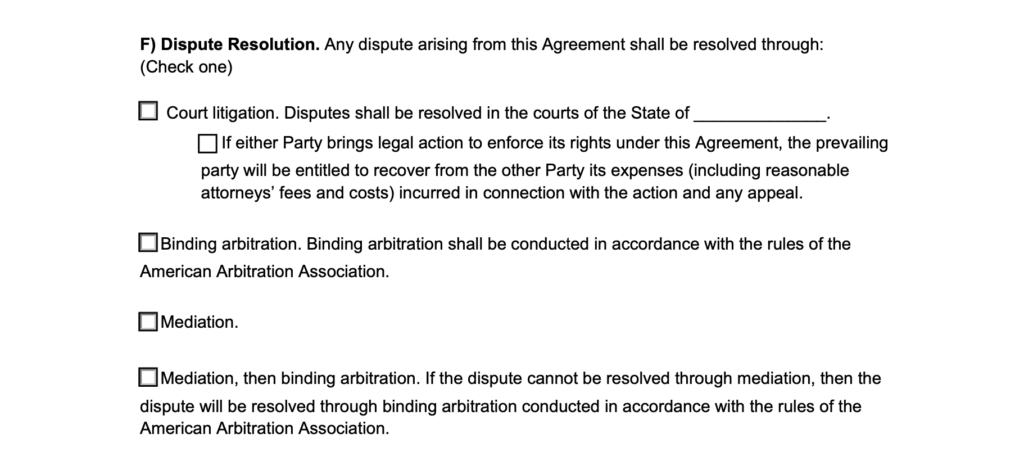 F) Dispute Resolution. Any dispute arising from this Agreement shall be resolved through:
(Check one)
Court litigation. Disputes shall be resolved in the courts of the State of _______________.
If either Party brings legal action to enforce its rights under this Agreement, the prevailing
party will be entitled to recover from the other Party its expenses (including reasonable
attorneys’ fees and costs) incurred in connection with the action and any appeal.
Binding arbitration. Binding arbitration shall be conducted in accordance with the rules of the
American Arbitration Association.
Mediation.
Mediation, then binding arbitration. If the dispute cannot be resolved through mediation, then the
dispute will be resolved through binding arbitration conducted in accordance with the rules of the
American Arbitration Association.